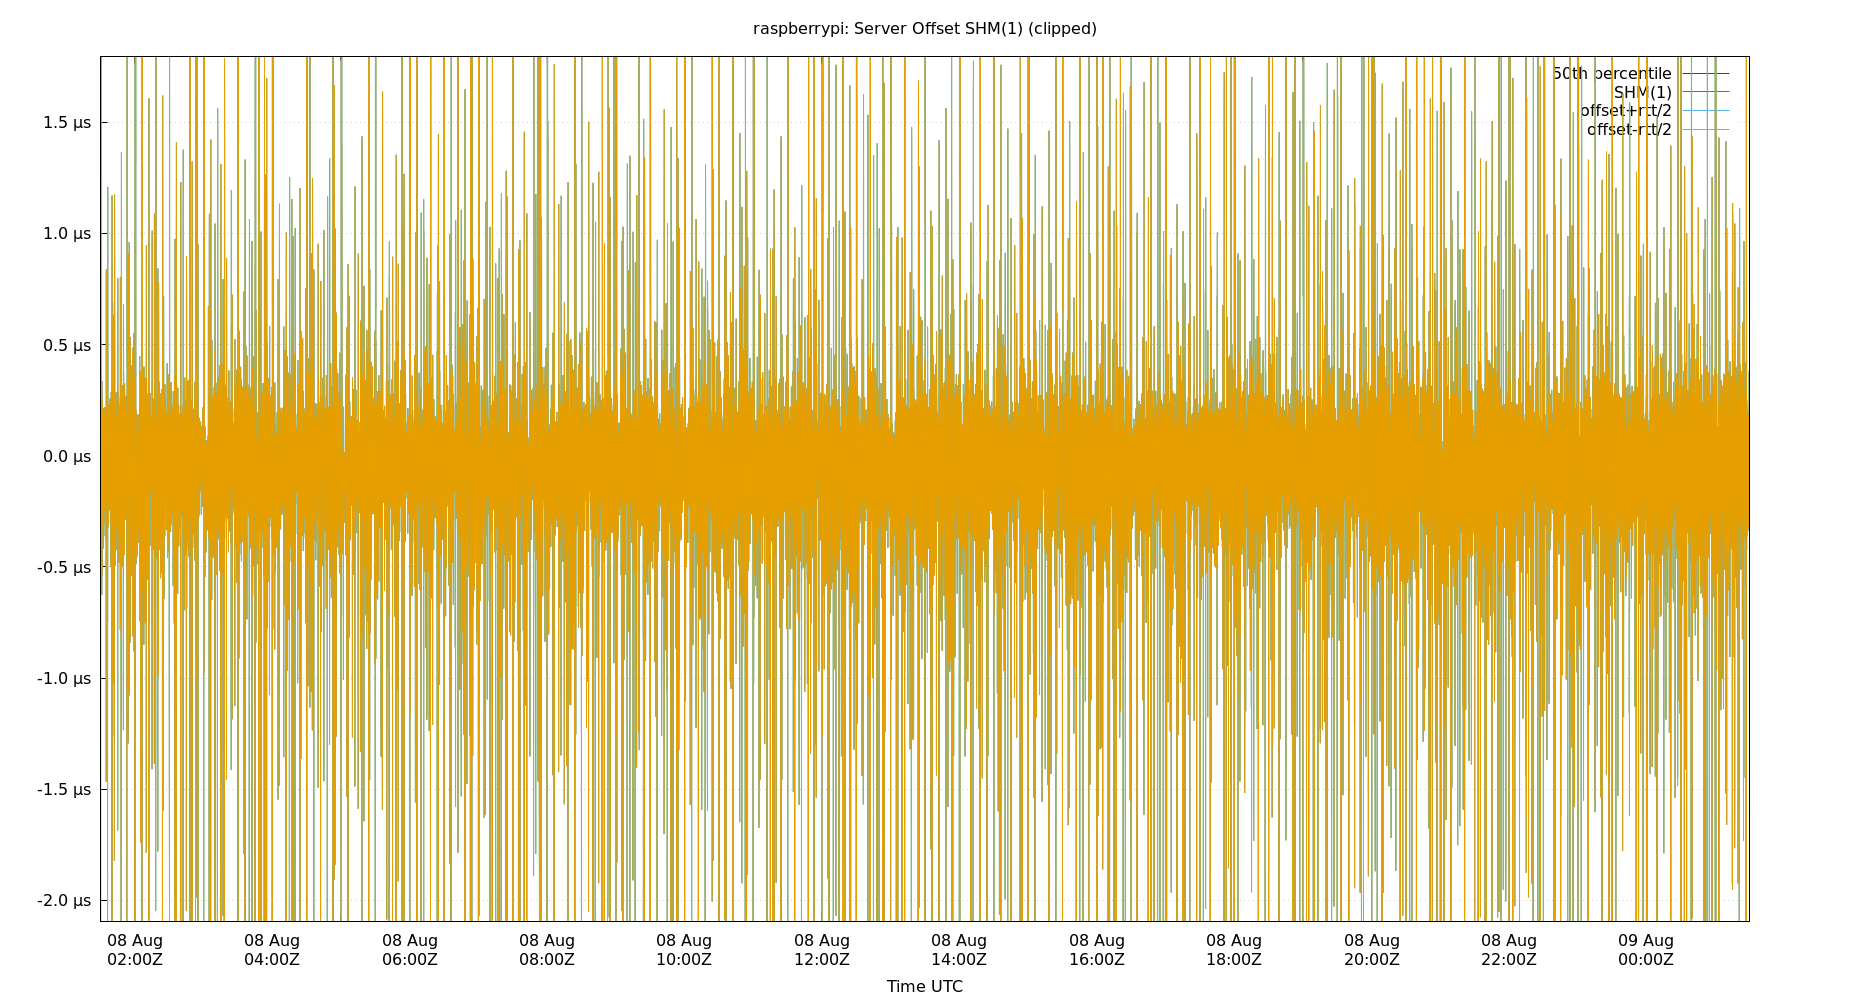 raspberrypi: Server Offset SHM(1) (clipped)
50th percentile
SHM(1)
offset+rtt/2
offset-rtt/2
1.5 µs
1.0 µs
0.5 µs
0.0 µs
-0.5 µs
-1.0 µs
-1.5 µs
-2.0 µs
08 Aug 08 Aug 08 Aug 08 Aug 08 Aug 08 Aug 08 Aug 08 Aug 08 Aug 08 Aug 08 Aug 09 Aug
02:00Z 04:00Z 06:00Z 08:00Z 10:00Z 12:00Z 14:00Z 16:00Z 18:00Z 20:00Z 22:00Z 00:00Z
Time UTC